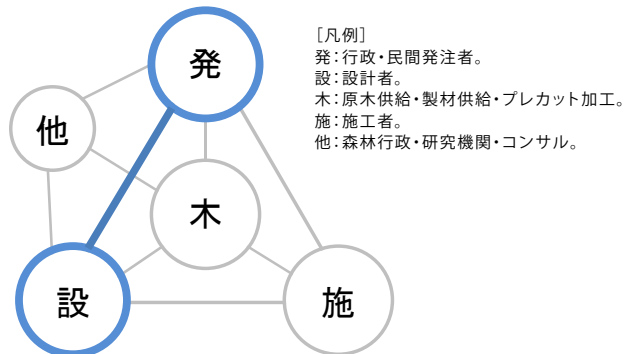 発
他
木
設
施
[凡例]
発：行政・民間発注者。
設：設計者。
木：原木供給・製材供給・プレカット加工。
施：施工者。
他：森林行政・研究機関・コンサル。